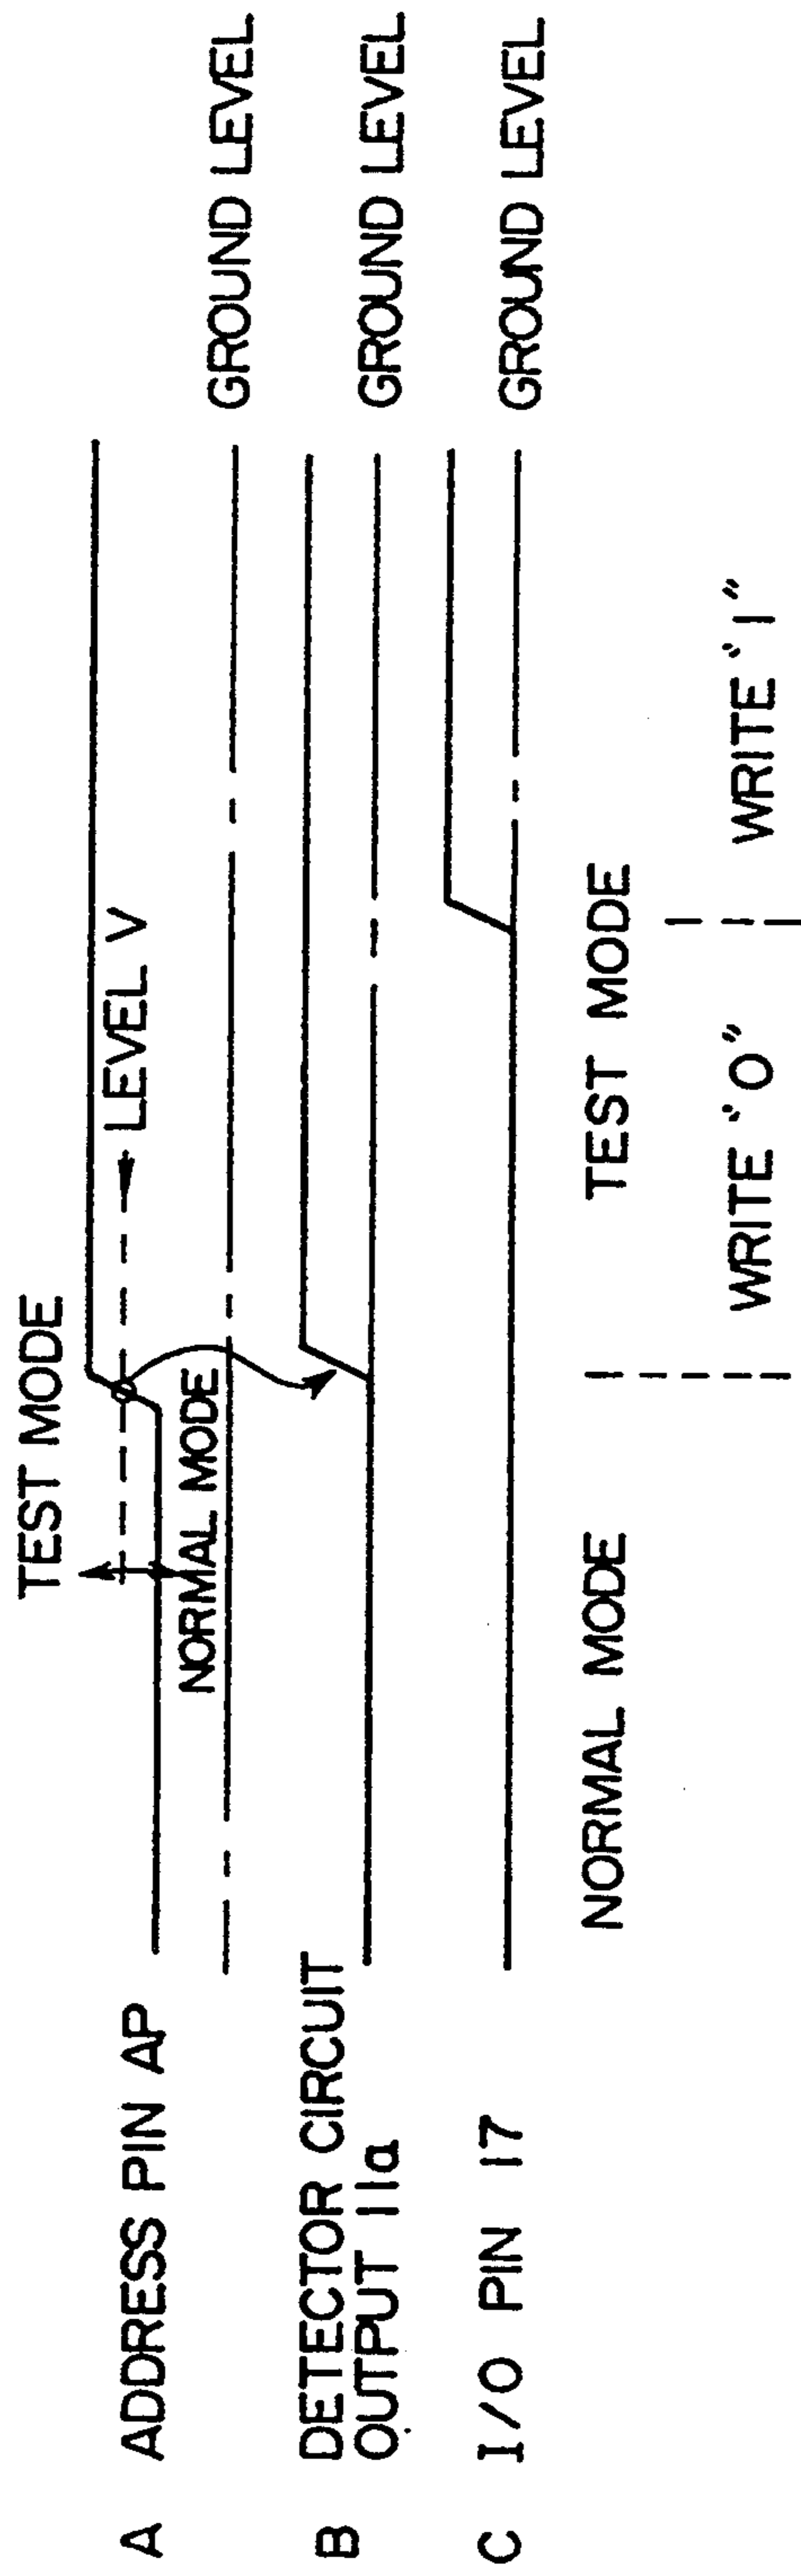 TEST MODE
A ADDRESS PIN AP
LEVEL V
NORMAL MODE
GROUND LEVEL
B DETECTOR CIRCUIT
OUTPUT 11a
GROUND LEVEL
C I/O PIN 17
GROUND LEVEL
NORMAL MODE
TEST MODE
WRITE "0"
WRITE "1"